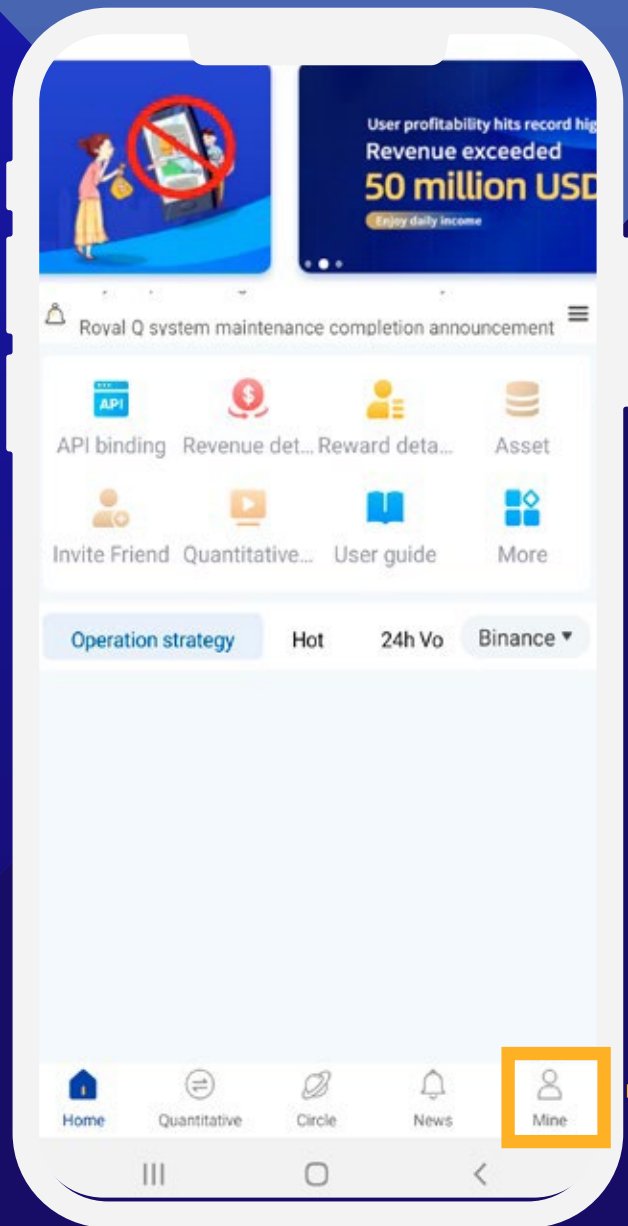 User profitability hits record hig
Revenue exceeded
50 million USD
Enjoy daily income
Royal Q system maintenance completion announcement
API
API binding
Revenue det...
Reward deta...
Asset
Invite Friend
Quantitative...
User guide
More
Operation strategy
Hot
24h Vo
Binance
Home
Quantitative
Circle
News
Mine